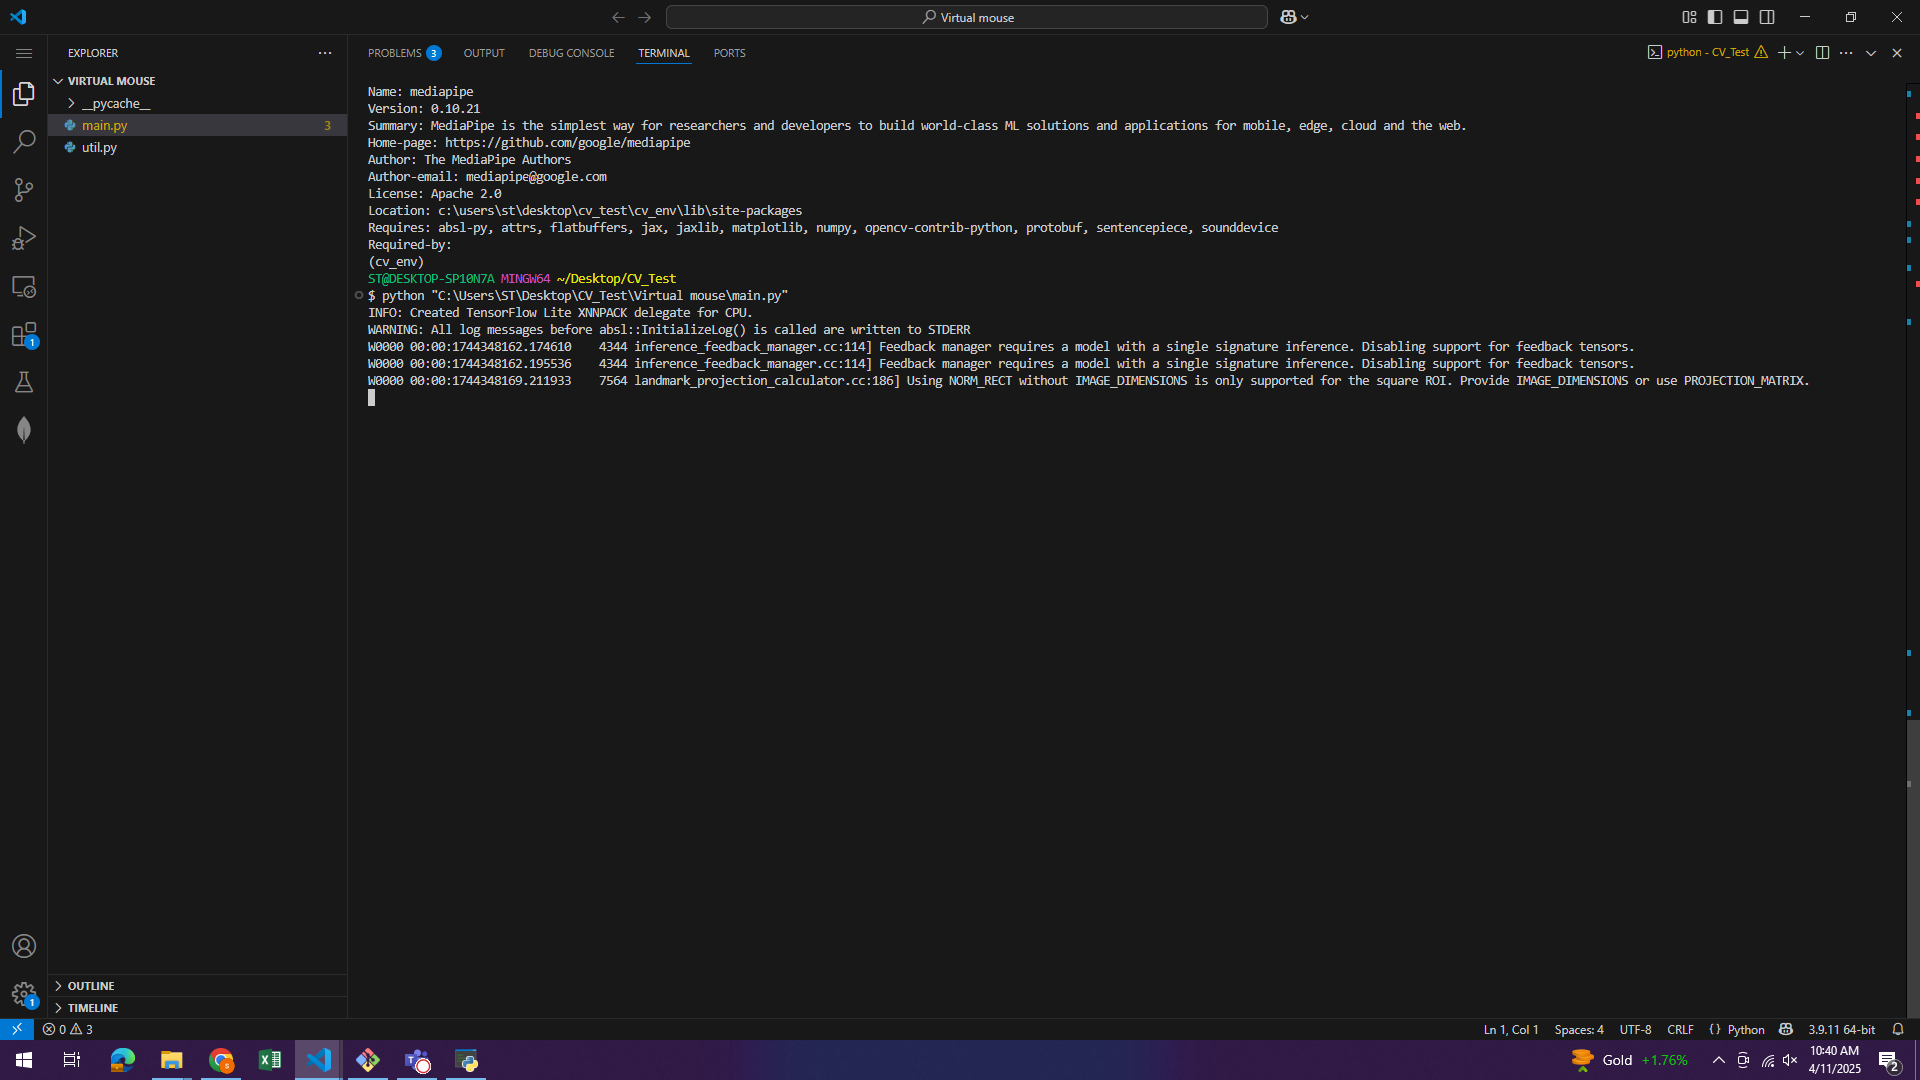 Virtual mouse
EXPLORER
VIRTUAL MOUSE
__pycache__
main.py 3
util.py
OUTLINE
TIMELINE
PROBLEMS 3 OUTPUT DEBUG CONSOLE TERMINAL PORTS
python - CV_Test
Name: mediapipe
Version: 0.10.21
Summary: MediaPipe is the simplest way for researchers and developers to build world-class ML solutions and applications for mobile, edge, cloud and the web.
Home-page: https://github.com/google/mediapipe
Author: The MediaPipe Authors
Author-email: mediapipe@google.com
License: Apache 2.0
Location: c:\users\st\desktop\cv_test\cv_env\lib\site-packages
Requires: absl-py, attrs, flatbuffers, jax, jaxlib, matplotlib, numpy, opencv-contrib-python, protobuf, sentencepiece, sounddevice
Required-by:
(cv_env)
ST@DESKTOP-SP10N7A MINGW64 ~/Desktop/CV_Test
$ python "C:\Users\ST\Desktop\CV_Test\Virtual mouse\main.py"
INFO: Created TensorFlow Lite XNNPACK delegate for CPU.
WARNING: All log messages before absl::InitializeLog() is called are written to STDERR
W0000 00:00:1744348162.174610    4344 inference_feedback_manager.cc:114] Feedback manager requires a model with a single signature inference. Disabling support for feedback tensors.
W0000 00:00:1744348162.195536    4344 inference_feedback_manager.cc:114] Feedback manager requires a model with a single signature inference. Disabling support for feedback tensors.
W0000 00:00:1744348169.211933    7564 landmark_projection_calculator.cc:186] Using NORM_RECT without IMAGE_DIMENSIONS is only supported for the square ROI. Provide IMAGE_DIMENSIONS or use PROJECTION_MATRIX.
1
1
0 3
Ln 1, Col 1 Spaces: 4 UTF-8 CRLF {} Python 3.9.11 64-bit
Gold +1.76%
10:40 AM
4/11/2025
2